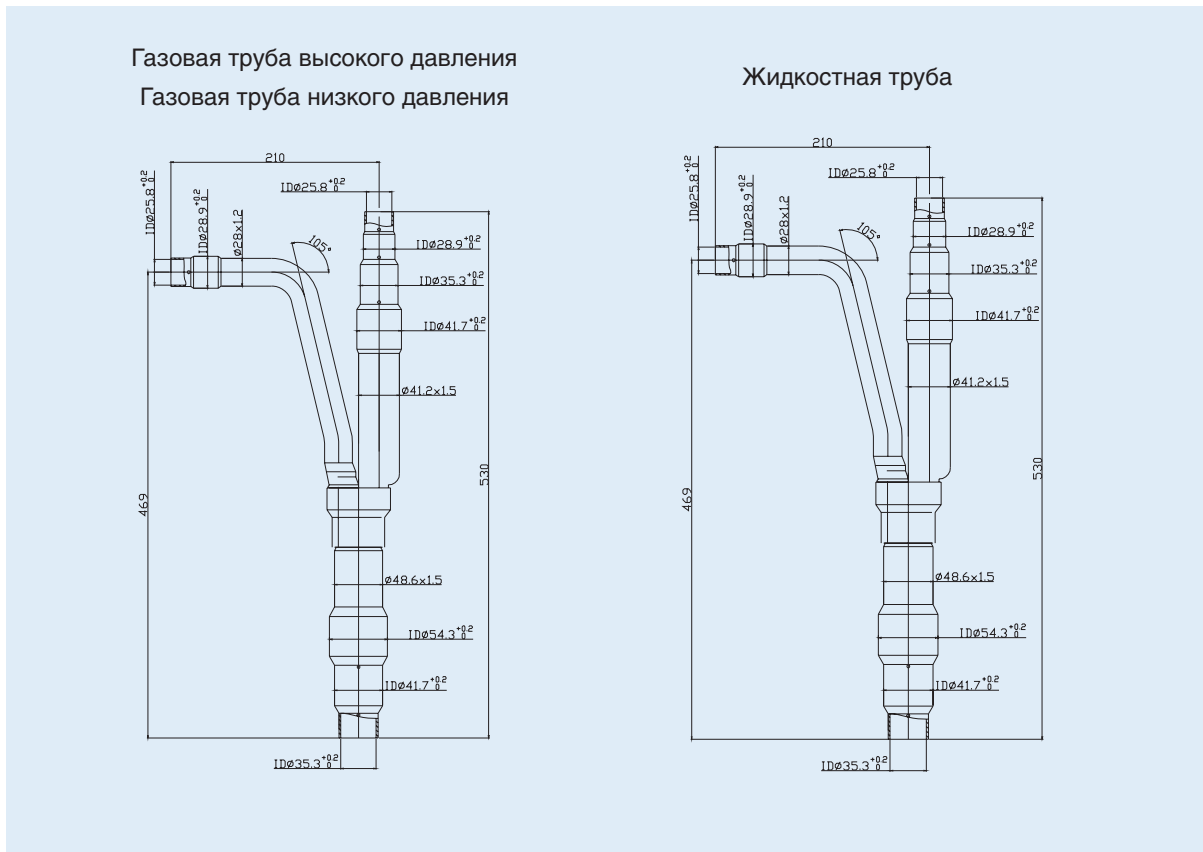 Газовая труба высокого давления
Газовая труба низкого давления
210
IDø25.8 +0.2 0
IDø25.8 +0.2 0
IDø28.9 +0.2 0
ø28x1.2
105°
IDø28.9 +0.2 0
IDø35.3 +0.2 0
IDø41.7 +0.2 0
ø41.2x1.5
469
530
ø48.6x1.5
IDø54.3 +0.2 0
IDø41.7 +0.2 0
IDø35.3 +0.2 0
Жидкостная труба
210
IDø25.8 +0.2 0
IDø25.8 +0.2 0
IDø28.9 +0.2 0
ø28x1.2
105°
IDø28.9 +0.2 0
IDø35.3 +0.2 0
IDø41.7 +0.2 0
ø41.2x1.5
469
530
ø48.6x1.5
IDø54.3 +0.2 0
IDø41.7 +0.2 0
IDø35.3 +0.2 0